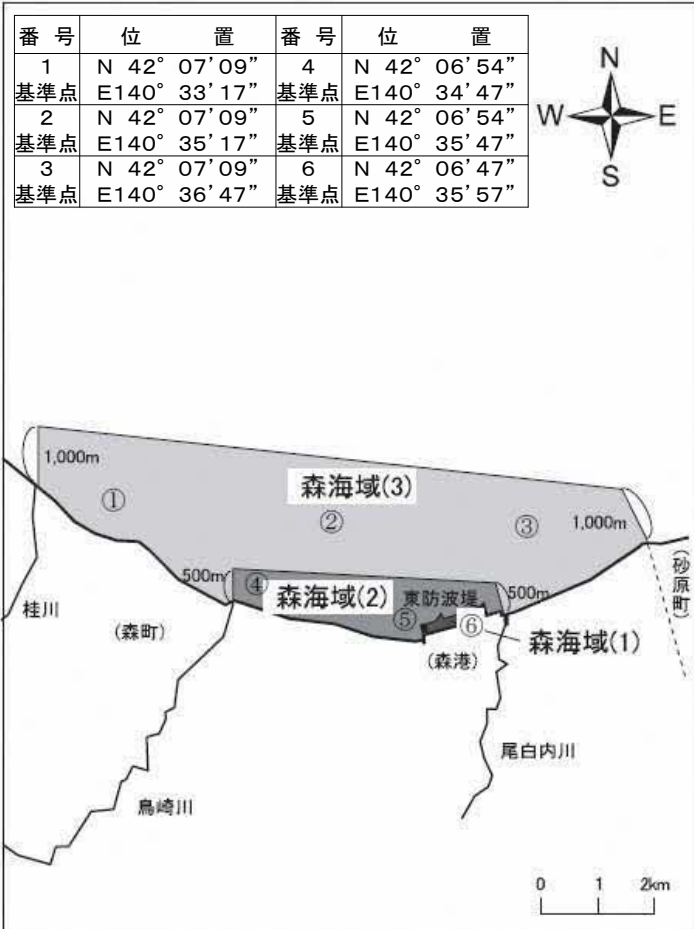 番 号 位 置 番 号 位 置
1 N 42° 07’09” 4 N 42° 06’54”
基準点 E140° 33’17” 基準点 E140° 34’47”
2 N 42° 07’09” 5 N 42° 06’54”
基準点 E140° 35’17” 基準点 E140° 35’47”
3 N 42° 07’09” 6 N 42° 06’47”
基準点 E140° 36’47” 基準点 E140° 35’57”
N
W E
S
1,000m
森海域(3)
① ② ③ 1,000m
500m ④ 森海域(2) 東防波堤 500m
(砂原町)
桂川 (森町) ⑤ ⑥ 森海域(1)
(森港)
尾白内川
鳥崎川
0 1 2km